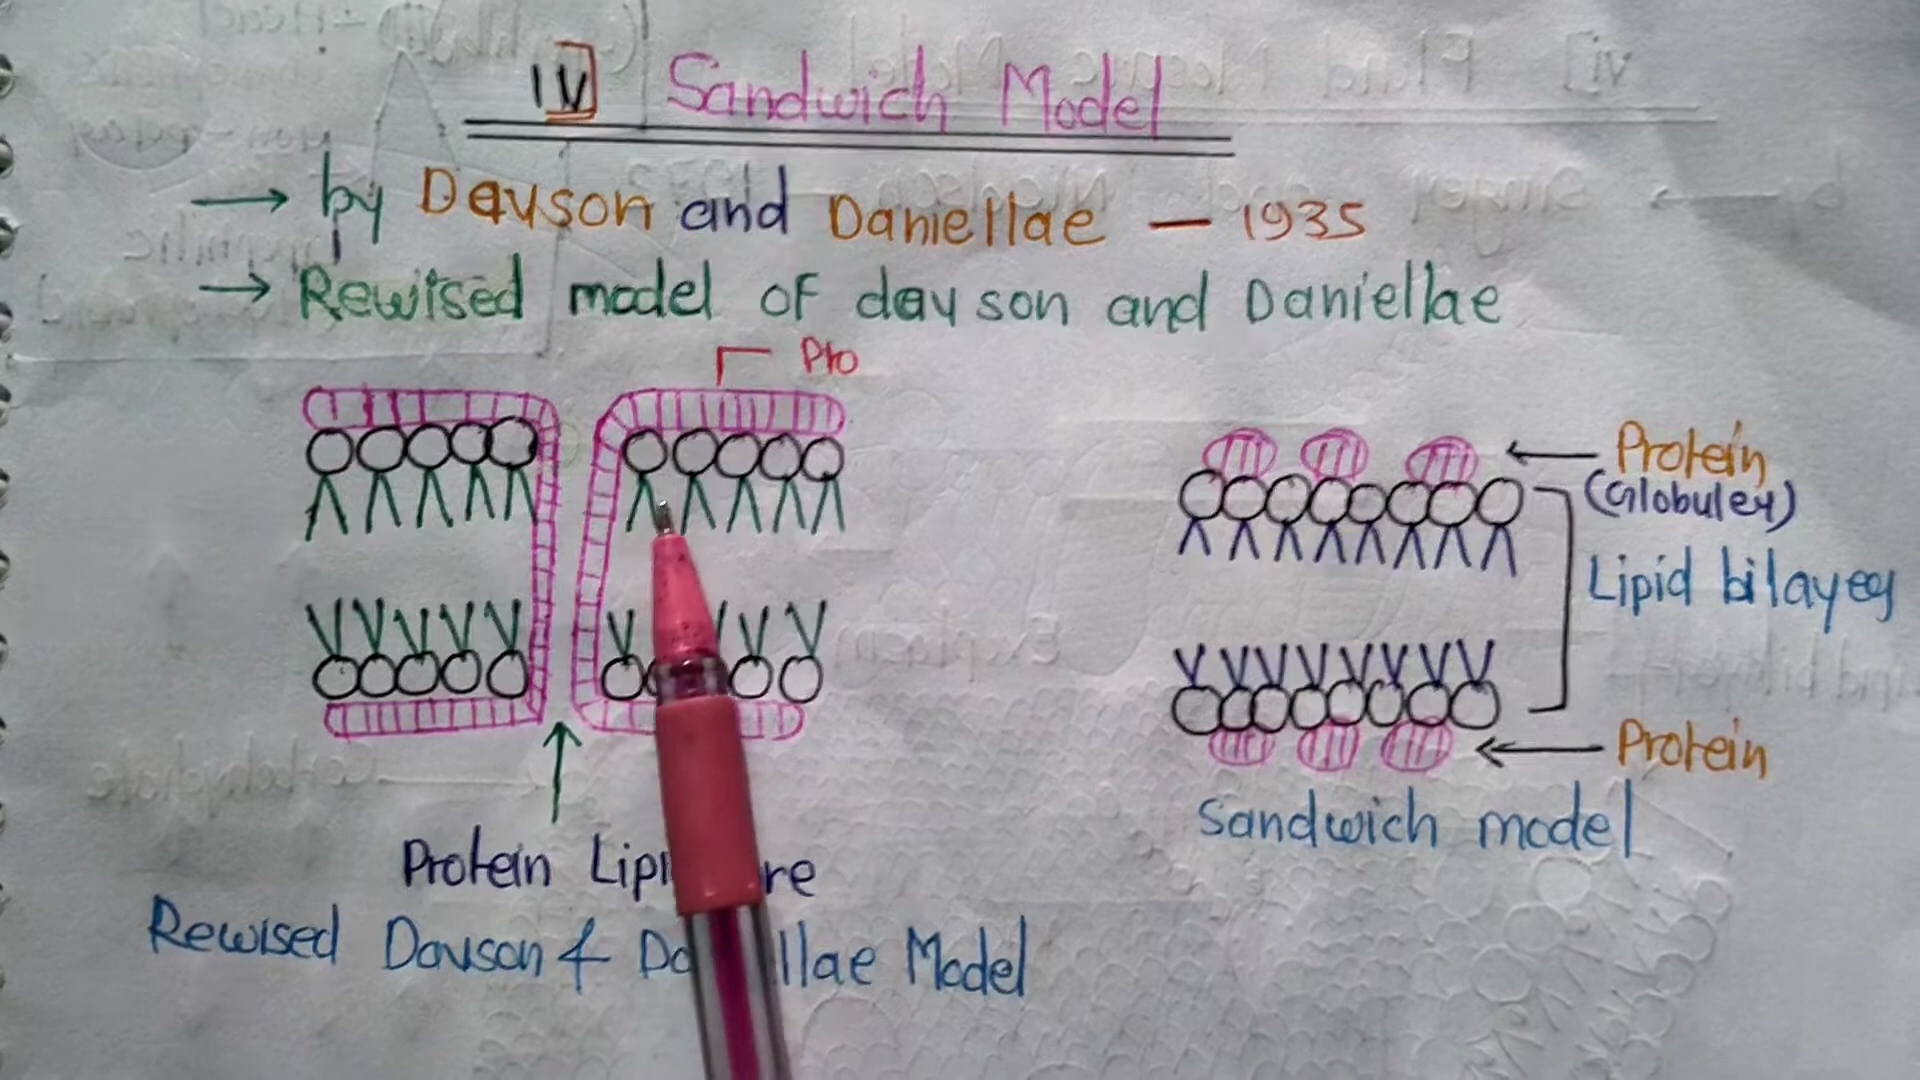 IV] Sandwich Model
→ by Davson and Daniellae — 1935
→ Rewised model of davson and Daniellae
Pro
Protein
(Globuler)
Lipid bilayer
Protein
Sandwich model
Protein
Rewised Davson & Model